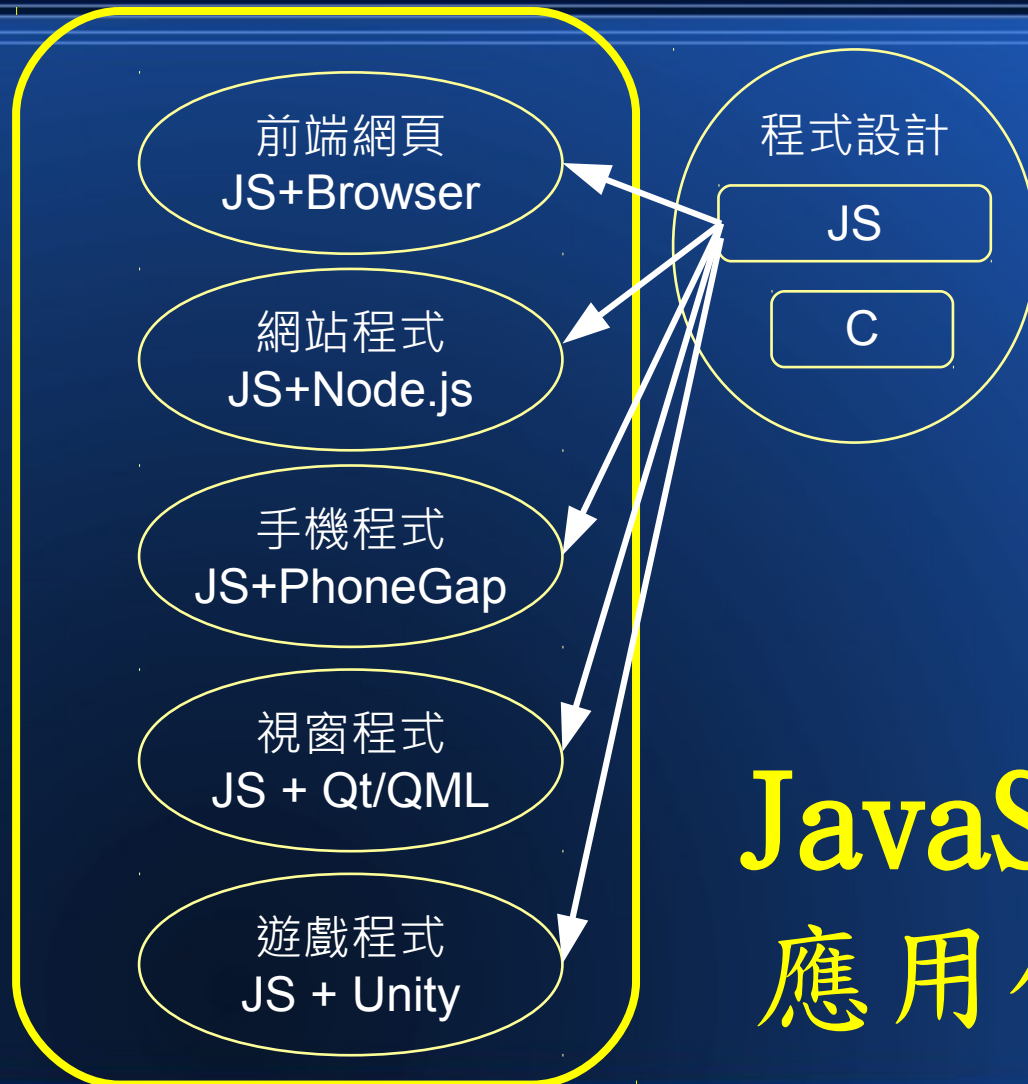 前端網頁
JS+Browser
網站程式
JS+Node.js
手機程式
JS+PhoneGap
視窗程式
JS + Qt/QML
遊戲程式
JS + Unity
程式設計
JS
C
JavaS
應用